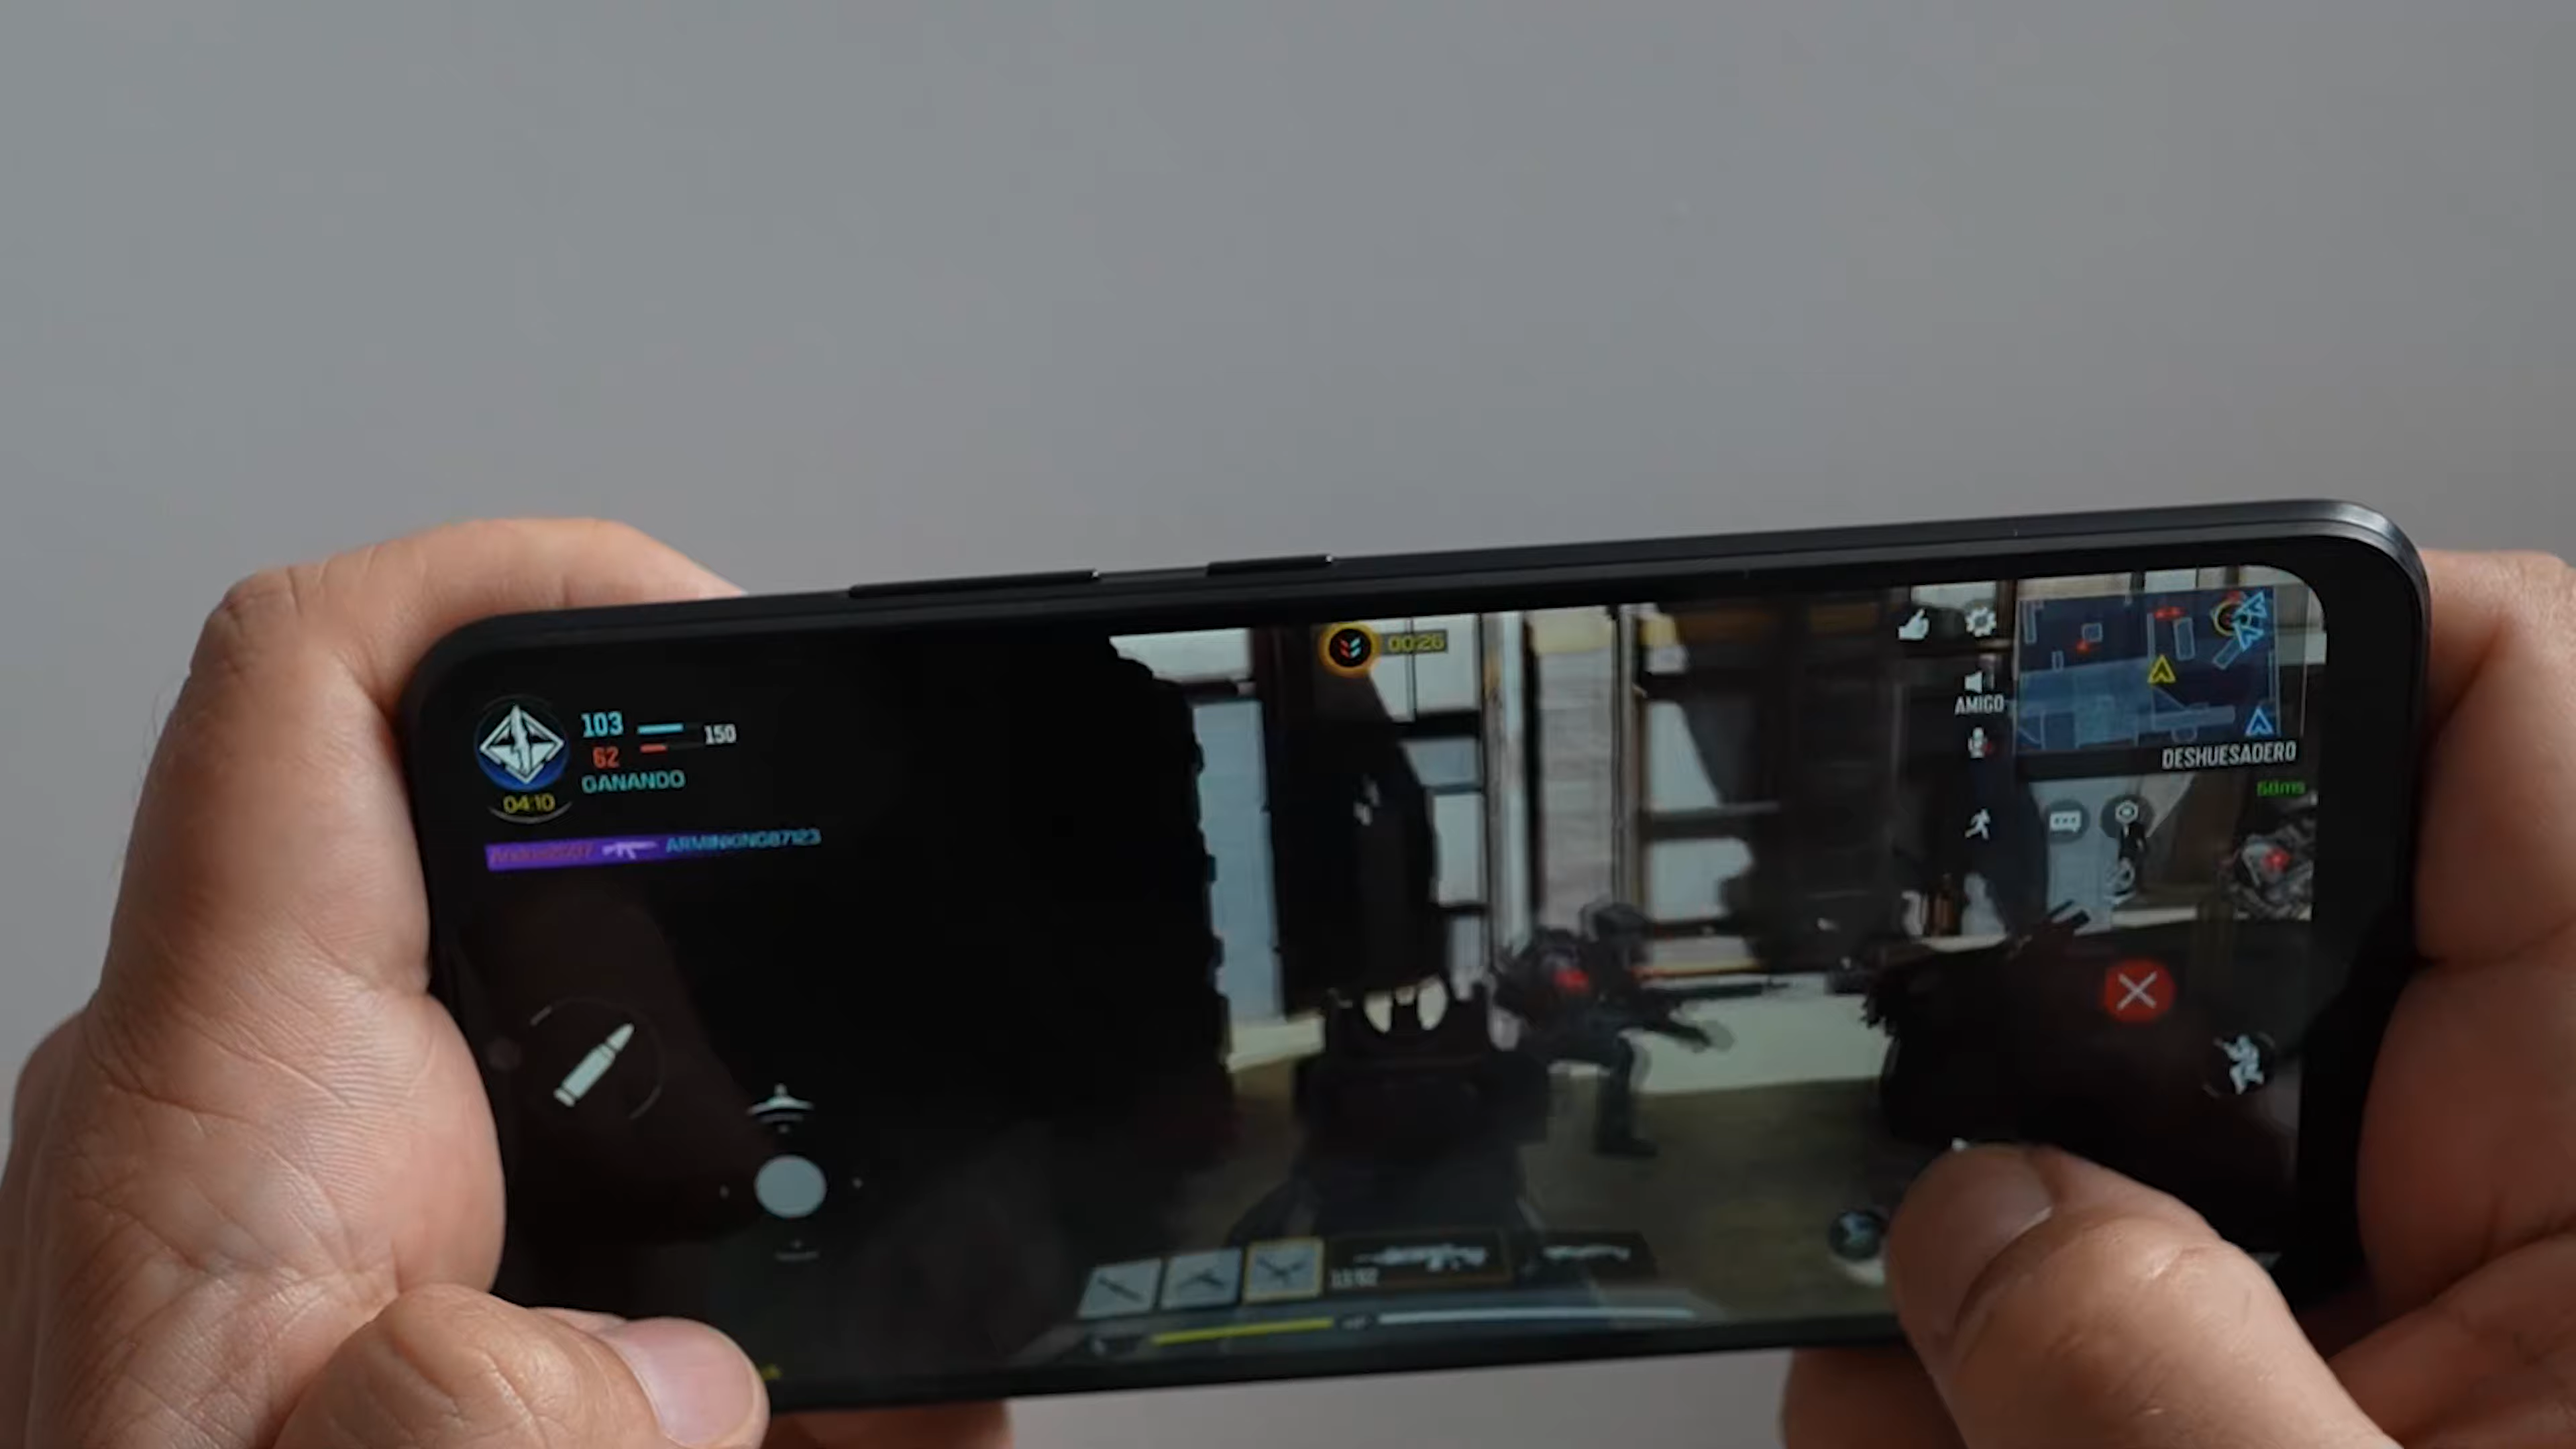 103
150
62
GANANDO
04:10
ARMINKING87123
00:26
AMIGO
DESHUESADERO